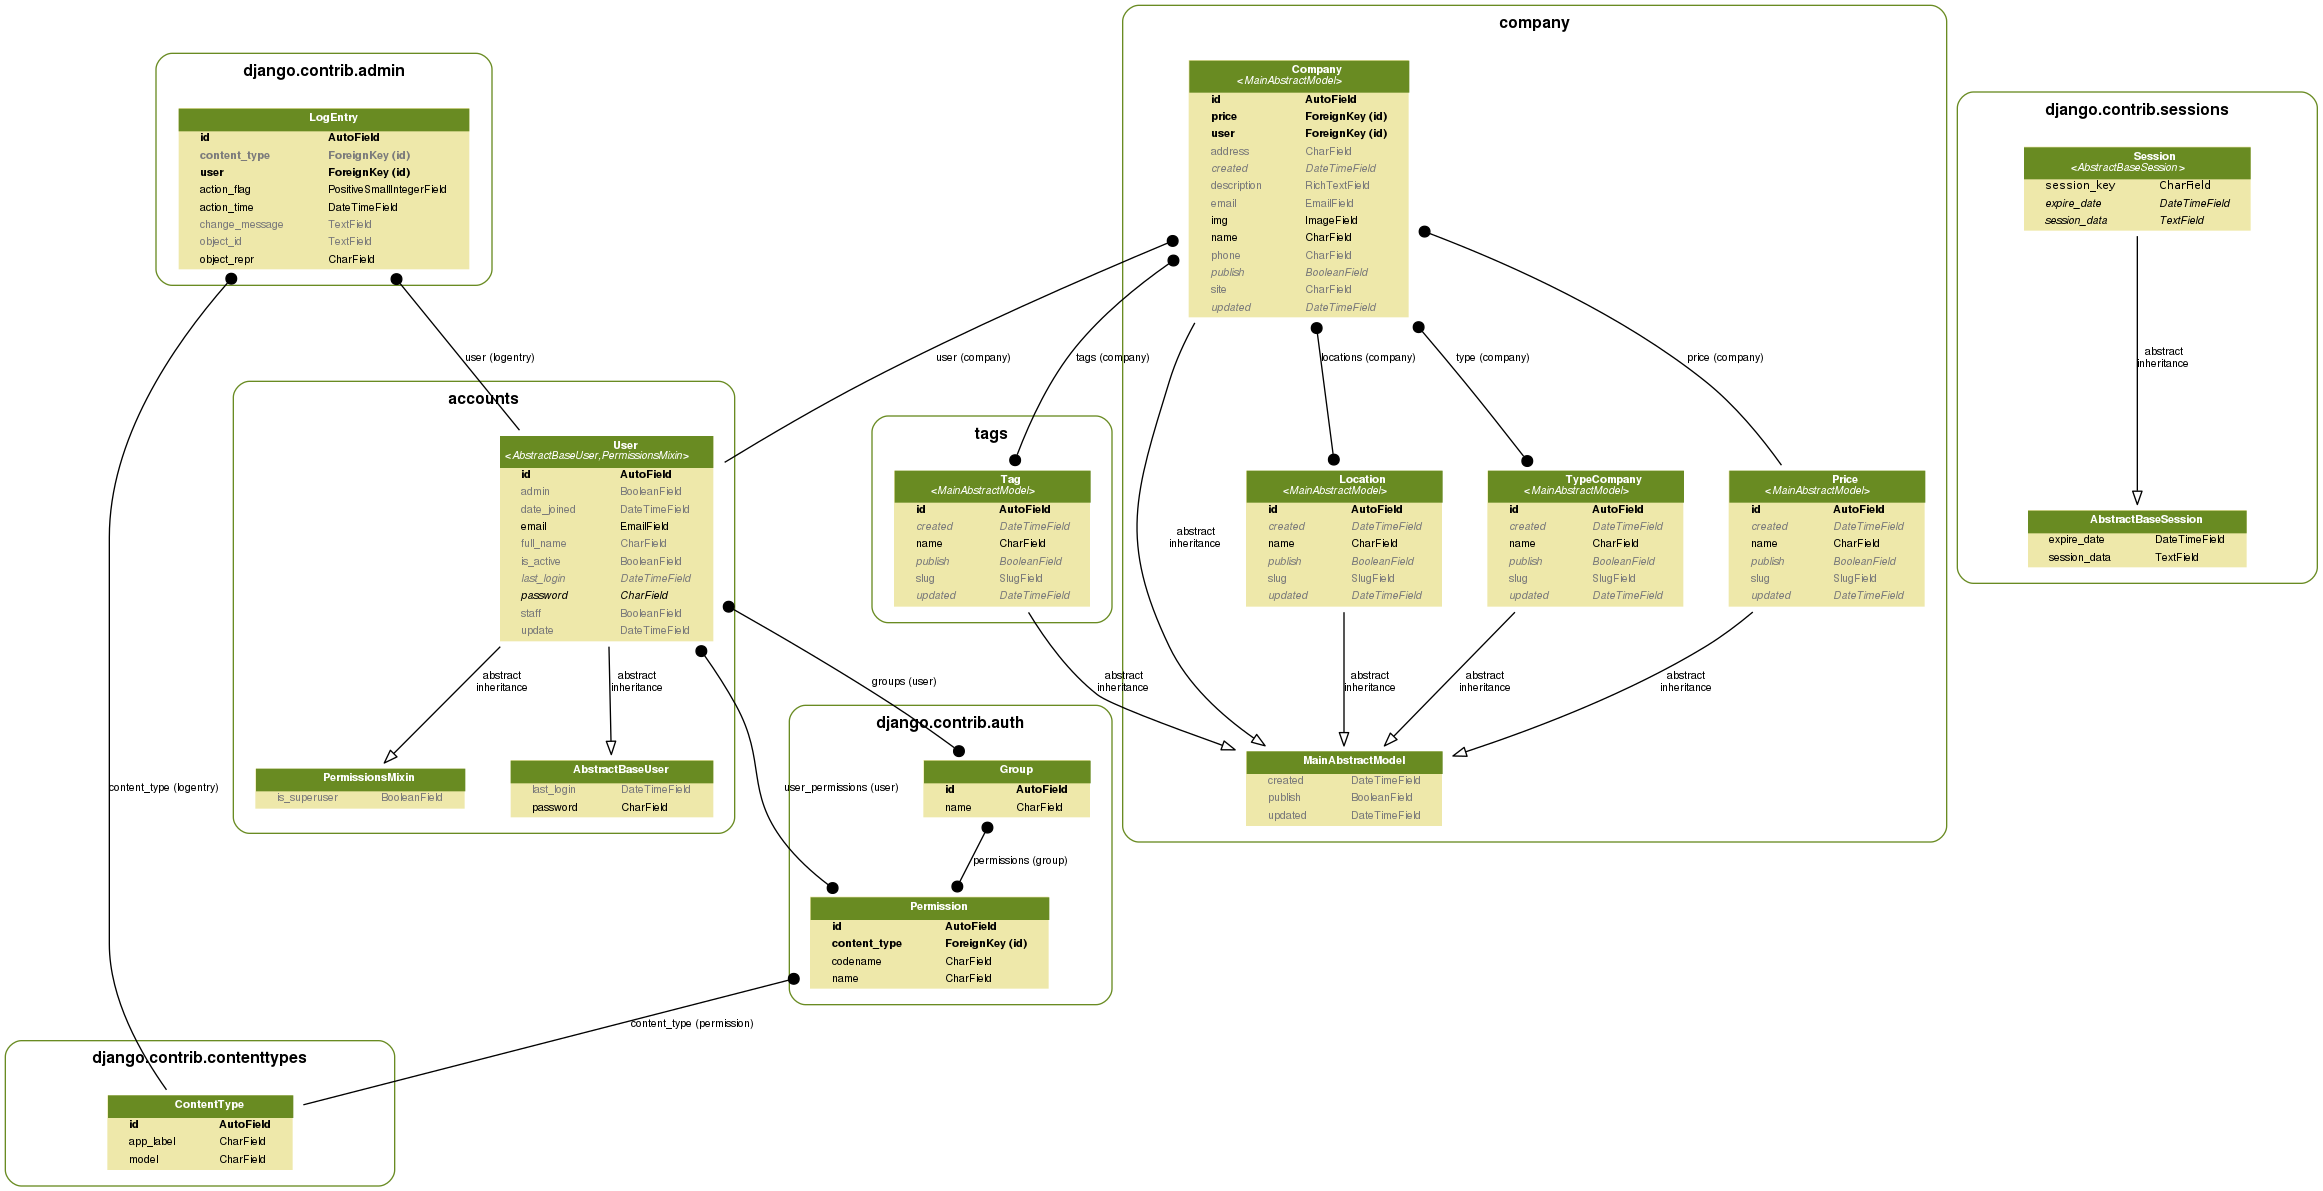 company
Company
<MainAbstractModel>
id AutoField
price ForeignKey (id)
user ForeignKey (id)
address CharField
created DateTimeField
description RichTextField
email EmailField
img ImageField
name CharField
phone CharField
publish BooleanField
site CharField
updated DateTimeField
django.contrib.admin
LogEntry
id AutoField
content_type ForeignKey (id)
user ForeignKey (id)
action_flag PositiveSmallIntegerField
action_time DateTimeField
change_message TextField
object_id TextField
object_repr CharField
django.contrib.sessions
Session
<AbstractBaseSession>
session_key CharField
expire_date DateTimeField
session_data TextField
abstract
inheritance
AbstractBaseSession
expire_date DateTimeField
session_data TextField
user (logentry)
user (company)
tags (company)
locations (company)
type (company)
price (company)
accounts
User
<AbstractBaseUser,PermissionsMixin>
id AutoField
admin BooleanField
date_joined DateTimeField
email EmailField
full_name CharField
is_active BooleanField
last_login DateTimeField
password CharField
staff BooleanField
update DateTimeField
tags
Tag
<MainAbstractModel>
id AutoField
created DateTimeField
name CharField
publish BooleanField
slug SlugField
updated DateTimeField
abstract
inheritance
Location
<MainAbstractModel>
id AutoField
created DateTimeField
name CharField
publish BooleanField
slug SlugField
updated DateTimeField
TypeCompany
<MainAbstractModel>
id AutoField
created DateTimeField
name CharField
publish BooleanField
slug SlugField
updated DateTimeField
Price
<MainAbstractModel>
id AutoField
created DateTimeField
name CharField
publish BooleanField
slug SlugField
updated DateTimeField
abstract
inheritance
abstract
inheritance
groups (user)
abstract
inheritance
abstract
inheritance
abstract
inheritance
abstract
inheritance
PermissionsMixin
is_superuser BooleanField
AbstractBaseUser
last_login DateTimeField
password CharField
django.contrib.auth
Group
id AutoField
name CharField
MainAbstractModel
created DateTimeField
publish BooleanField
updated DateTimeField
content_type (logentry)
user_permissions (user)
permissions (group)
Permission
id AutoField
content_type ForeignKey (id)
codename CharField
name CharField
content_type (permission)
django.contrib.contenttypes
ContentType
id AutoField
app_label CharField
model CharField